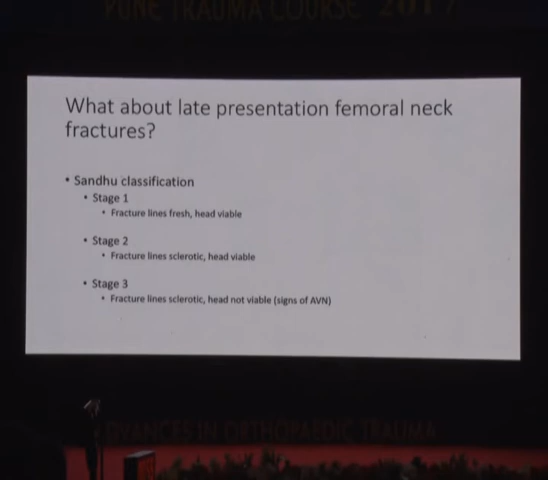 PUNE TRAUMA COURSE 2017
What about late presentation femoral neck
fractures?
• Sandhu classification
• Stage 1
• Fracture lines fresh, head viable
• Stage 2
• Fracture lines sclerotic, head viable
• Stage 3
• Fracture lines sclerotic, head not viable (signs of AVN)
ADVANCES IN ORTHOPAEDIC TRAUMA